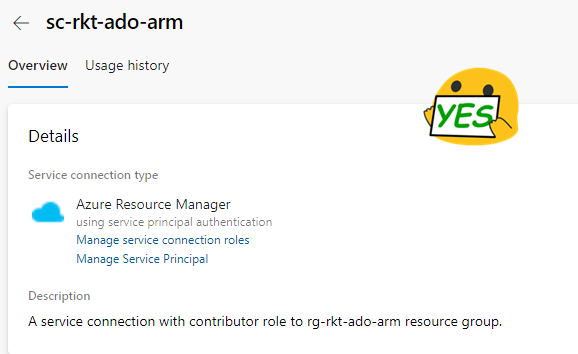 sc-rkt-ado-arm
Overview Usage history
YES
Details
Service connection type
Azure Resource Manager
using service principal authentication
Manage service connection roles
Manage Service Principal
Description
A service connection with contributor role to rg-rkt-ado-arm resource group.